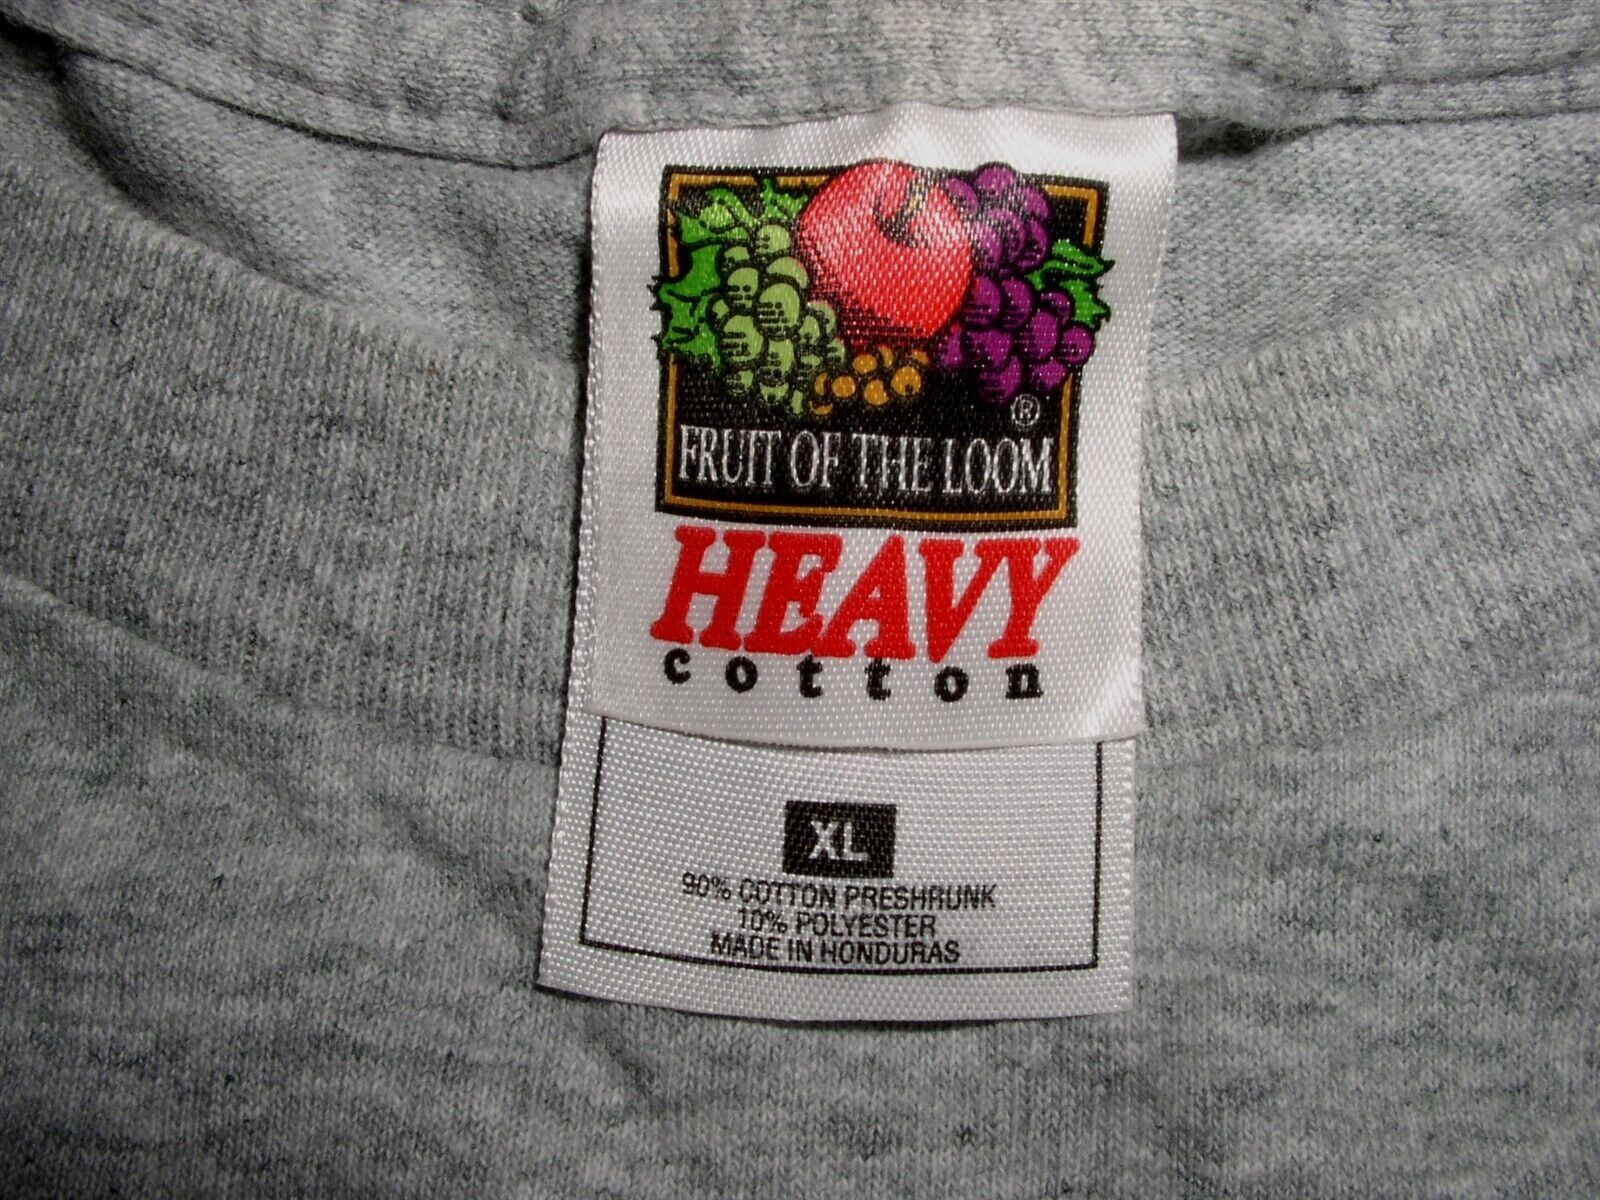 ®
FRUIT OF THE LOOM
HEAVY
cotton
XL
90% COTTON PRESHRUNK
10% POLYESTER
MADE IN HONDURAS